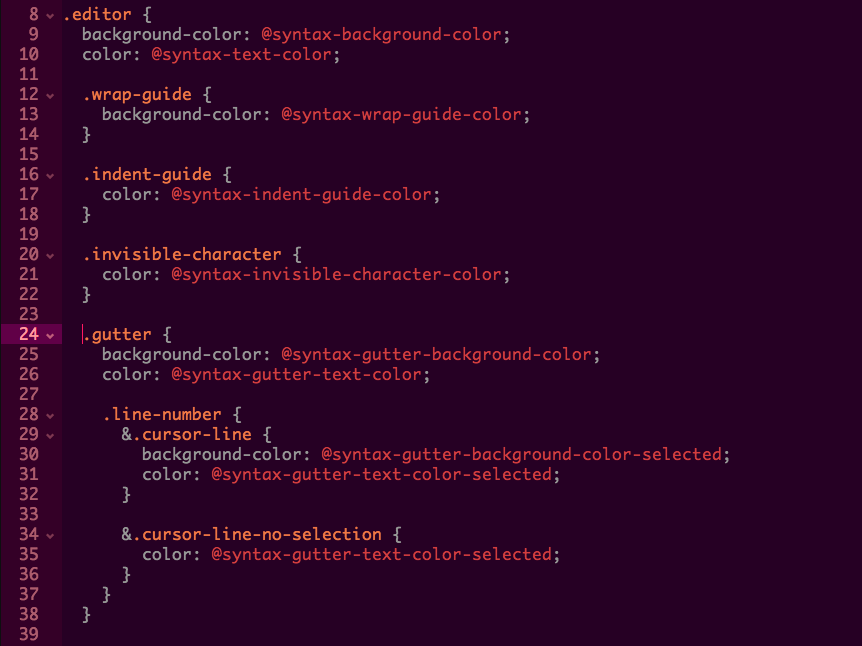 8 .editor {
9   background-color: @syntax-background-color;
10   color: @syntax-text-color;
11
12   .wrap-guide {
13     background-color: @syntax-wrap-guide-color;
14   }
15
16   .indent-guide {
17     color: @syntax-indent-guide-color;
18   }
19
20   .invisible-character {
21     color: @syntax-invisible-character-color;
22   }
23
24   .gutter {
25     background-color: @syntax-gutter-background-color;
26     color: @syntax-gutter-text-color;
27
28     .line-number {
29       &.cursor-line {
30         background-color: @syntax-gutter-background-color-selected;
31         color: @syntax-gutter-text-color-selected;
32       }
33
34       &.cursor-line-no-selection {
35         color: @syntax-gutter-text-color-selected;
36       }
37     }
38   }
39